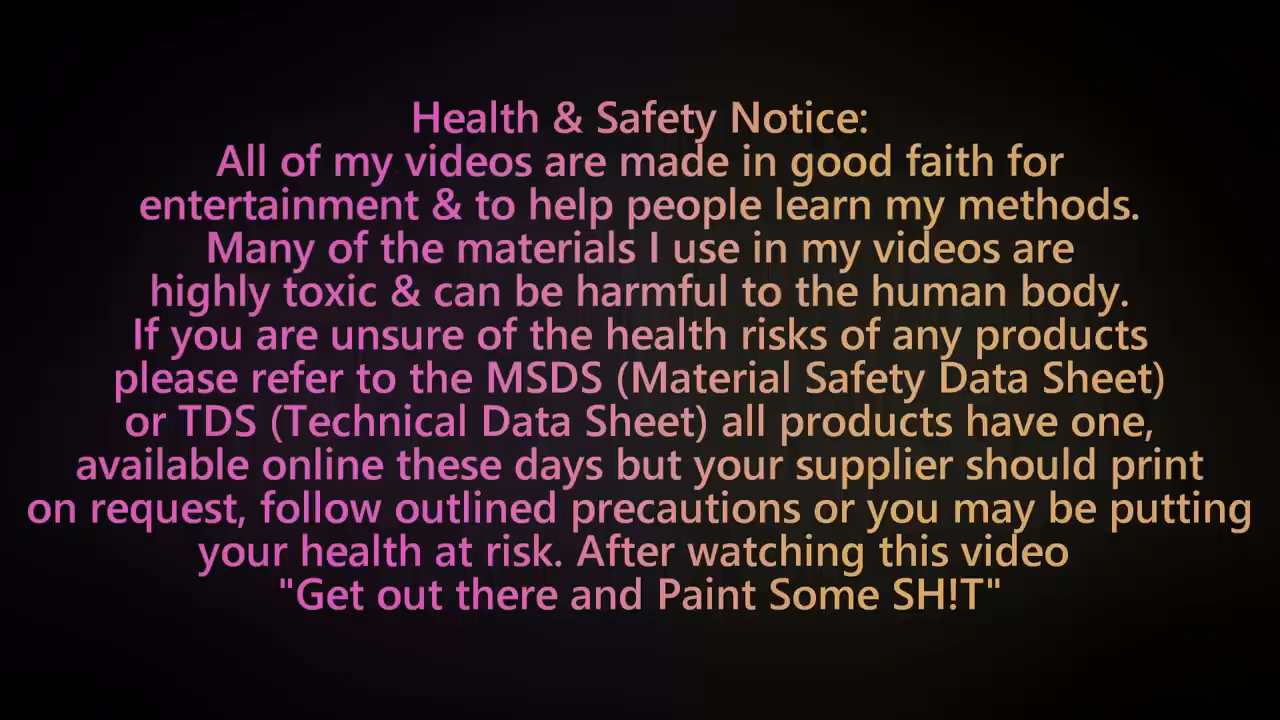 Health & Safety Notice:
All of my videos are made in good faith for
entertainment & to help people learn my methods.
Many of the materials I use in my videos are
highly toxic & can be harmful to the human body.
If you are unsure of the health risks of any products
please refer to the MSDS (Material Safety Data Sheet)
or TDS (Technical Data Sheet) all products have one,
available online these days but your supplier should print
on request, follow outlined precautions or you may be putting
your health at risk. After watching this video
"Get out there and Paint Some SH!T"